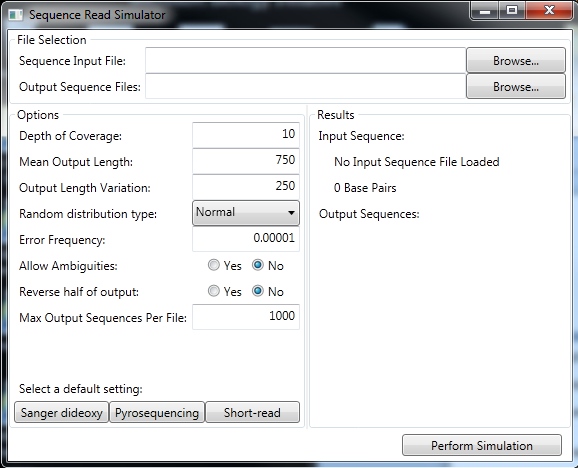 Sequence Read Simulator
File Selection
Sequence Input File:
Browse...
Output Sequence Files:
Browse...
Options
Depth of Coverage:
10
Mean Output Length:
750
Output Length Variation:
250
Random distribution type:
Normal
Error Frequency:
0.00001
Allow Ambiguities:
Yes
No
Reverse half of output:
Yes
No
Max Output Sequences Per File:
1000
Select a default setting:
Sanger dideoxy
Pyrosequencing
Short-read
Results
Input Sequence:
No Input Sequence File Loaded
0 Base Pairs
Output Sequences:
Perform Simulation